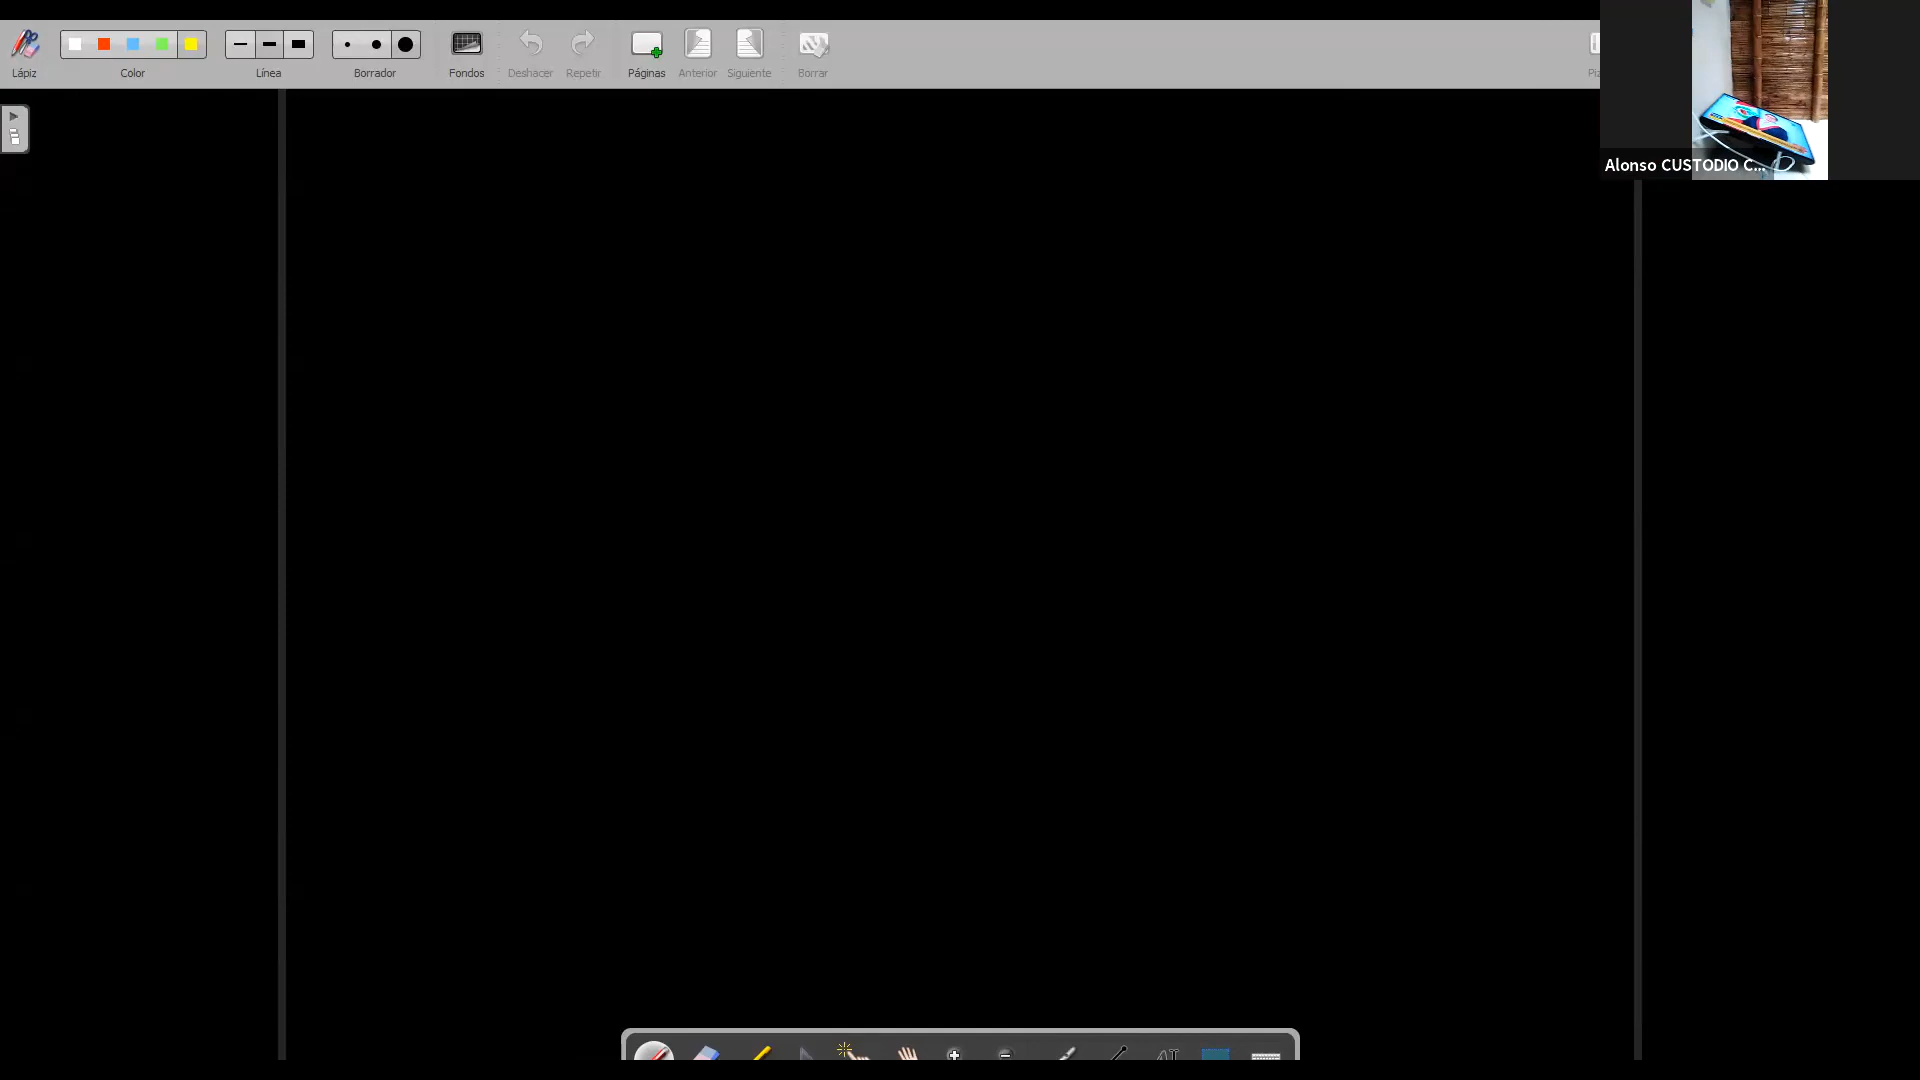 Lápiz
Color
Línea
Borrador
Fondos
Deshacer
Repetir
Páginas
Anterior
Siguiente
Borrar
Alonso CUSTODIO C...